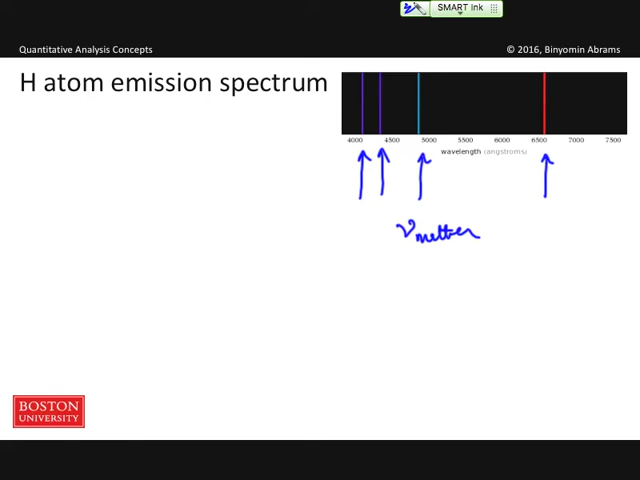 SMART Ink
Quantitative Analysis Concepts
© 2016, Binyomin Abrams
H atom emission spectrum
4000 4500 5000 5500 6000 6500 7000 7500
wavelength (angstroms)
ν matter
BOSTON
UNIVERSITY